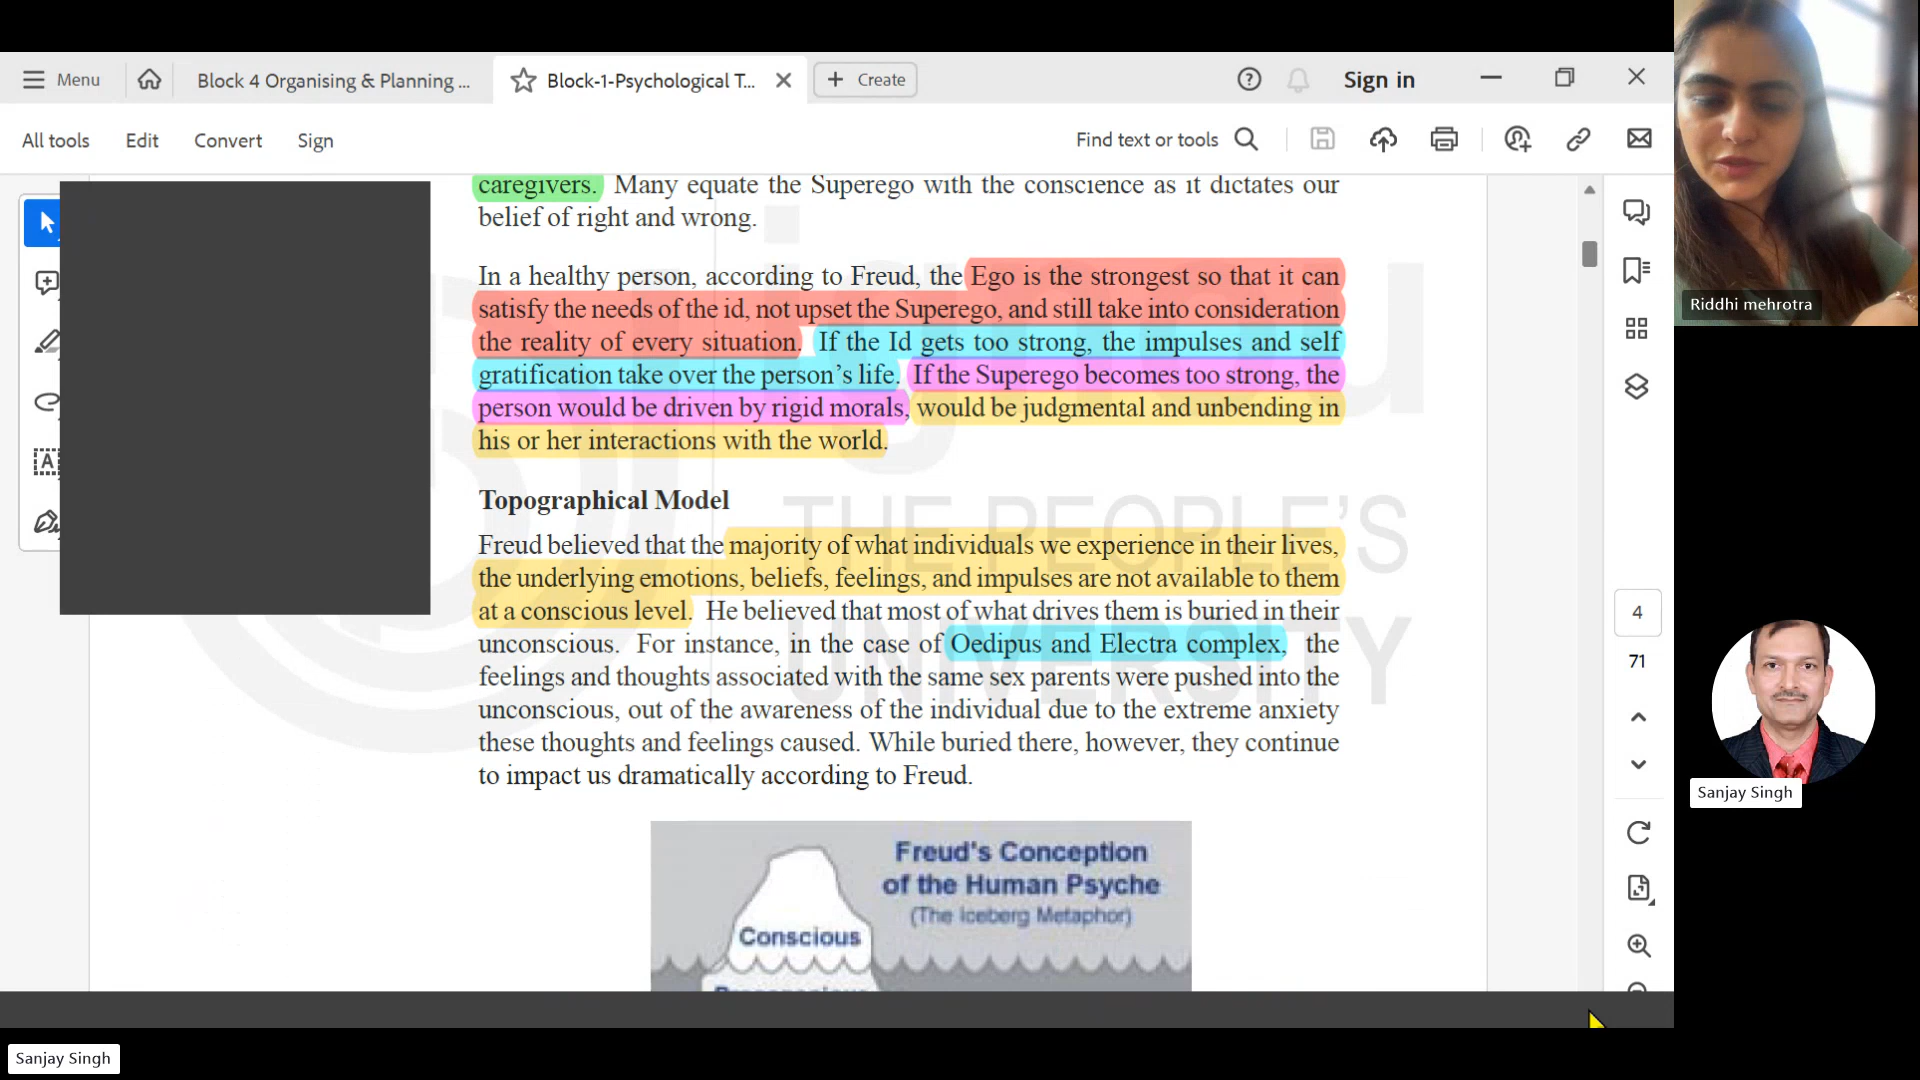 Menu
Block 4 Organising & Planning ...
Block-1-Psychological T...
Create
Sign in
All tools
Edit
Convert
Sign
Find text or tools
caregivers. Many equate the Superego with the conscience as it dictates our
belief of right and wrong.
In a healthy person, according to Freud, the Ego is the strongest so that it can
satisfy the needs of the id, not upset the Superego, and still take into consideration
the reality of every situation. If the Id gets too strong, the impulses and self
gratification take over the person's life. If the Superego becomes too strong, the
person would be driven by rigid morals, would be judgmental and unbending in
his or her interactions with the world.
Topographical Model
Freud believed that the majority of what individuals we experience in their lives,
the underlying emotions, beliefs, feelings, and impulses are not available to them
at a conscious level. He believed that most of what drives them is buried in their
unconscious. For instance, in the case of Oedipus and Electra complex, the
feelings and thoughts associated with the same sex parents were pushed into the
unconscious, out of the awareness of the individual due to the extreme anxiety
these thoughts and feelings caused. While buried there, however, they continue
to impact us dramatically according to Freud.
Freud's Conception
of the Human Psyche
(The Iceberg Metaphor)
Conscious
ignou
THE PEOPLE'S
UNIVERSITY
4
71
Riddhi mehrotra
Sanjay Singh
Sanjay Singh